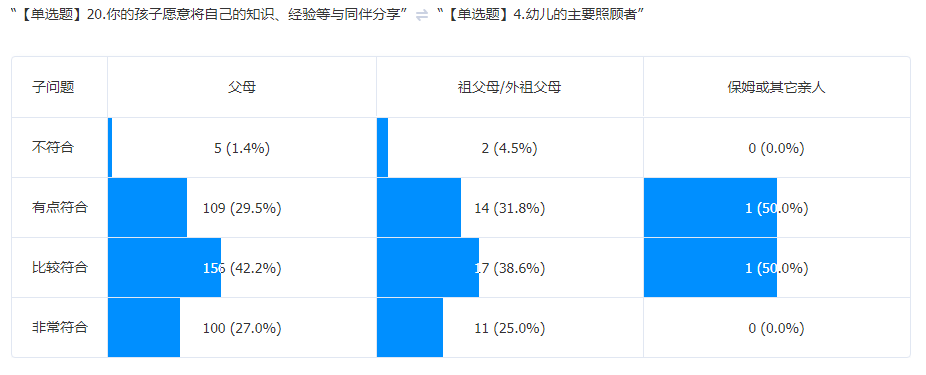 “【单选题】20.你的孩子愿意将自己的知识、经验等与同伴分享” ⇌ “【单选题】4.幼儿的主要照顾者”
子问题 父母 祖父母/外祖父母 保姆或其它亲人
不符合 5 (1.4%) 2 (4.5%) 0 (0.0%)
有点符合 109 (29.5%) 14 (31.8%) 1 (50.0%)
比较符合 156 (42.2%) 17 (38.6%) 1 (50.0%)
非常符合 100 (27.0%) 11 (25.0%) 0 (0.0%)